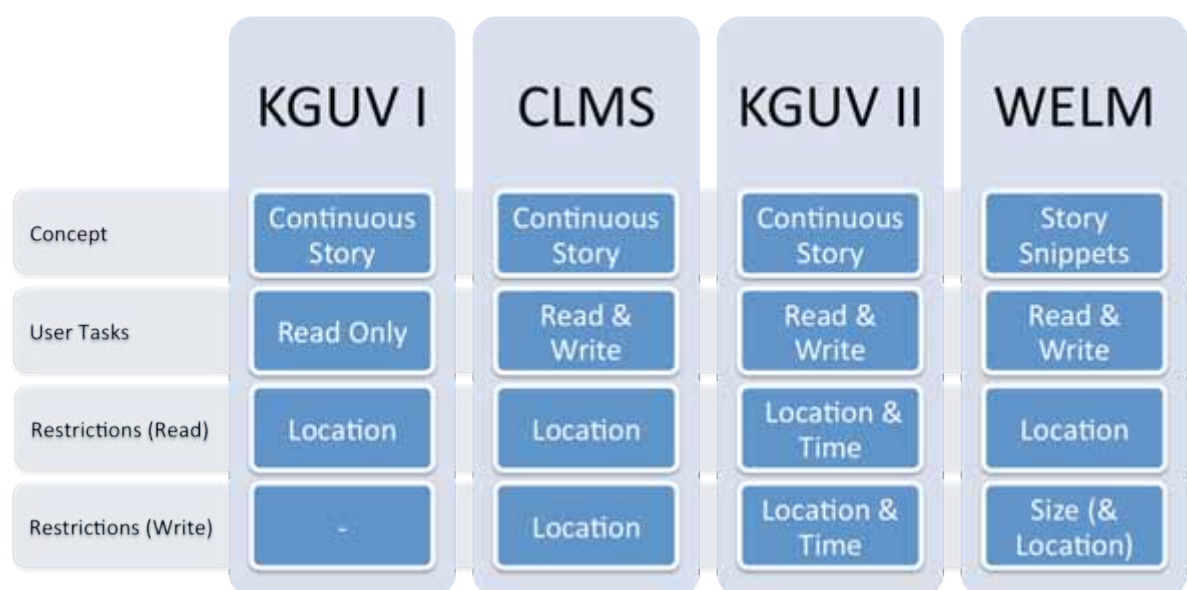 KGUV I CLMS KGUV II WELM
Concept
Continuous
Story
Continuous
Story
Continuous
Story
Story
Snippets
User Tasks
Read Only
Read &
Write
Read &
Write
Read &
Write
Restrictions (Read)
Location
Location
Location &
Time
Location
Restrictions (Write)
-
Location
Location &
Time
Size (&
Location)